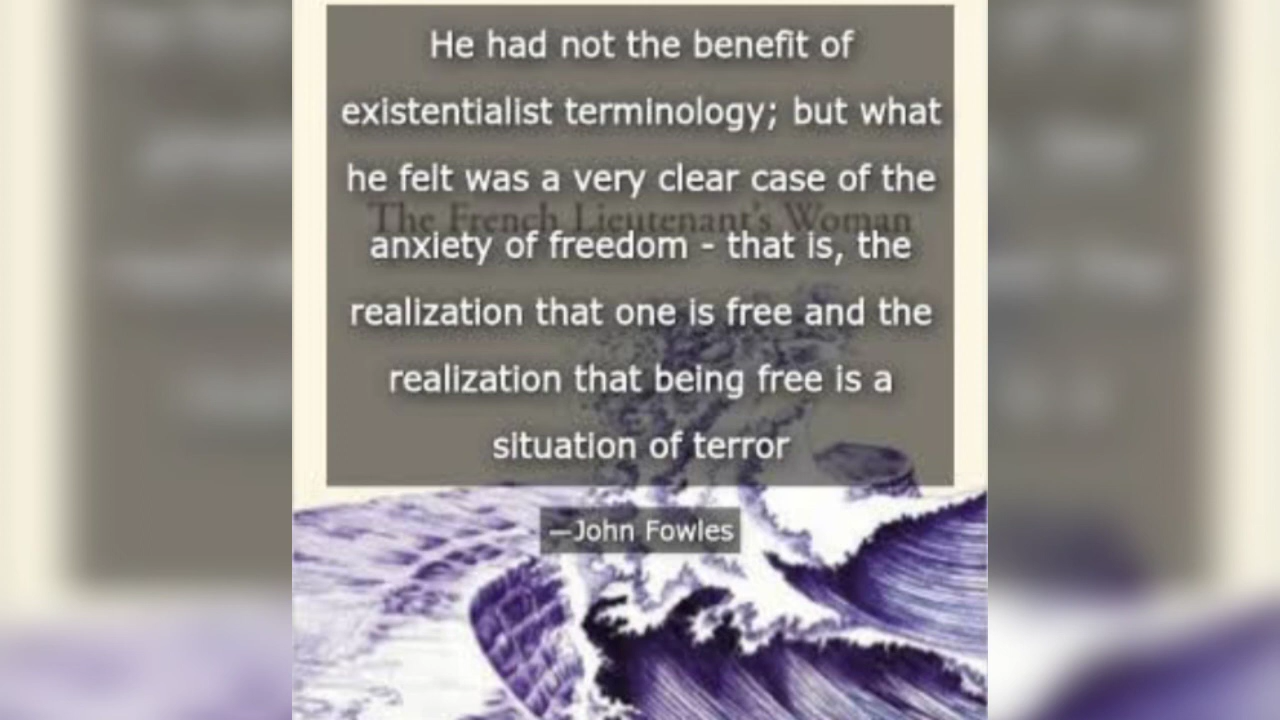 He had not the benefit of
existentialist terminology; but what
he felt was a very clear case of the
The French Lieutenant's Woman
anxiety of freedom - that is, the
realization that one is free and the
realization that being free is a
situation of terror
—John Fowles